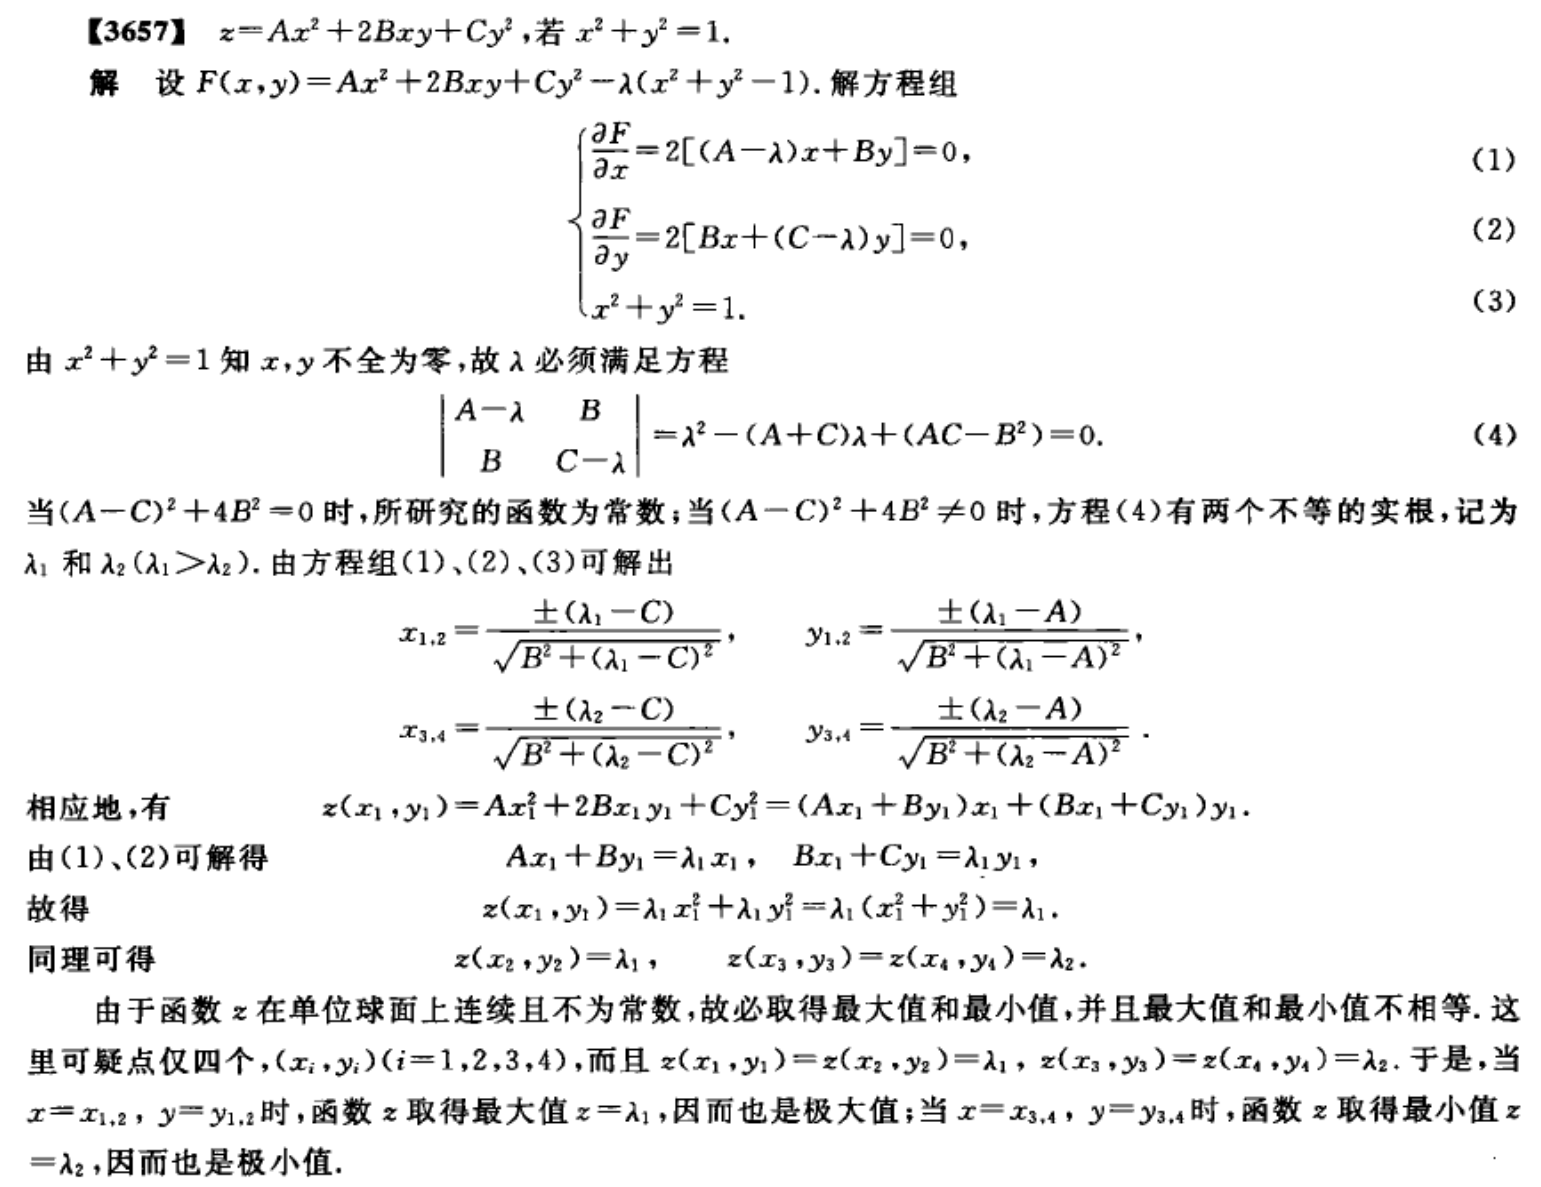 【3657】 z=Ax²+2Bxy+Cy²,若 x²+y²=1.
解 设 F(x,y)=Ax²+2Bxy+Cy²-λ(x²+y²-1).解方程组
∂F/∂x=2[(A-λ)x+By]=0, (1)
∂F/∂y=2[Bx+(C-λ)y]=0, (2)
x²+y²=1. (3)
由 x²+y²=1 知 x,y 不全为零,故 λ 必须满足方程
|A-λ B|
|B C-λ| =λ²-(A+C)λ+(AC-B²)=0. (4)
当(A-C)²+4B²=0 时,所研究的函数为常数;当(A-C)²+4B²≠0 时,方程(4)有两个不等的实根,记为
λ₁ 和 λ₂(λ₁>λ₂).由方程组(1)、(2)、(3)可解出
x₁,₂=±(λ₁-C)/√(B²+(λ₁-C)²), y₁,₂=±(λ₁-A)/√(B²+(λ₁-A)²),
x₃,₄=±(λ₂-C)/√(B²+(λ₂-C)²), y₃,₄=±(λ₂-A)/√(B²+(λ₂-A)²).
相应地,有 z(x₁,y₁)=Ax₁²+2Bx₁y₁+Cy₁²=(Ax₁+By₁)x₁+(Bx₁+Cy₁)y₁.
由(1)、(2)可解得 Ax₁+By₁=λ₁x₁, Bx₁+Cy₁=λ₁y₁,
故得 z(x₁,y₁)=λ₁x₁²+λ₁y₁²=λ₁(x₁²+y₁²)=λ₁.
同理可得 z(x₂,y₂)=λ₁, z(x₃,y₃)=z(x₄,y₄)=λ₂.
由于函数 z 在单位球面上连续且不为常数,故必取得最大值和最小值,并且最大值和最小值不相等.这
里可疑点仅四个,(xᵢ,yᵢ)(i=1,2,3,4),而且 z(x₁,y₁)=z(x₂,y₂)=λ₁, z(x₃,y₃)=z(x₄,y₄)=λ₂.于是,当
x=x₁,₂, y=y₁,₂时,函数 z 取得最大值 z=λ₁,因而也是极大值;当 x=x₃,₄, y=y₃,₄时,函数 z 取得最小值 z
=λ₂,因而也是极小值.